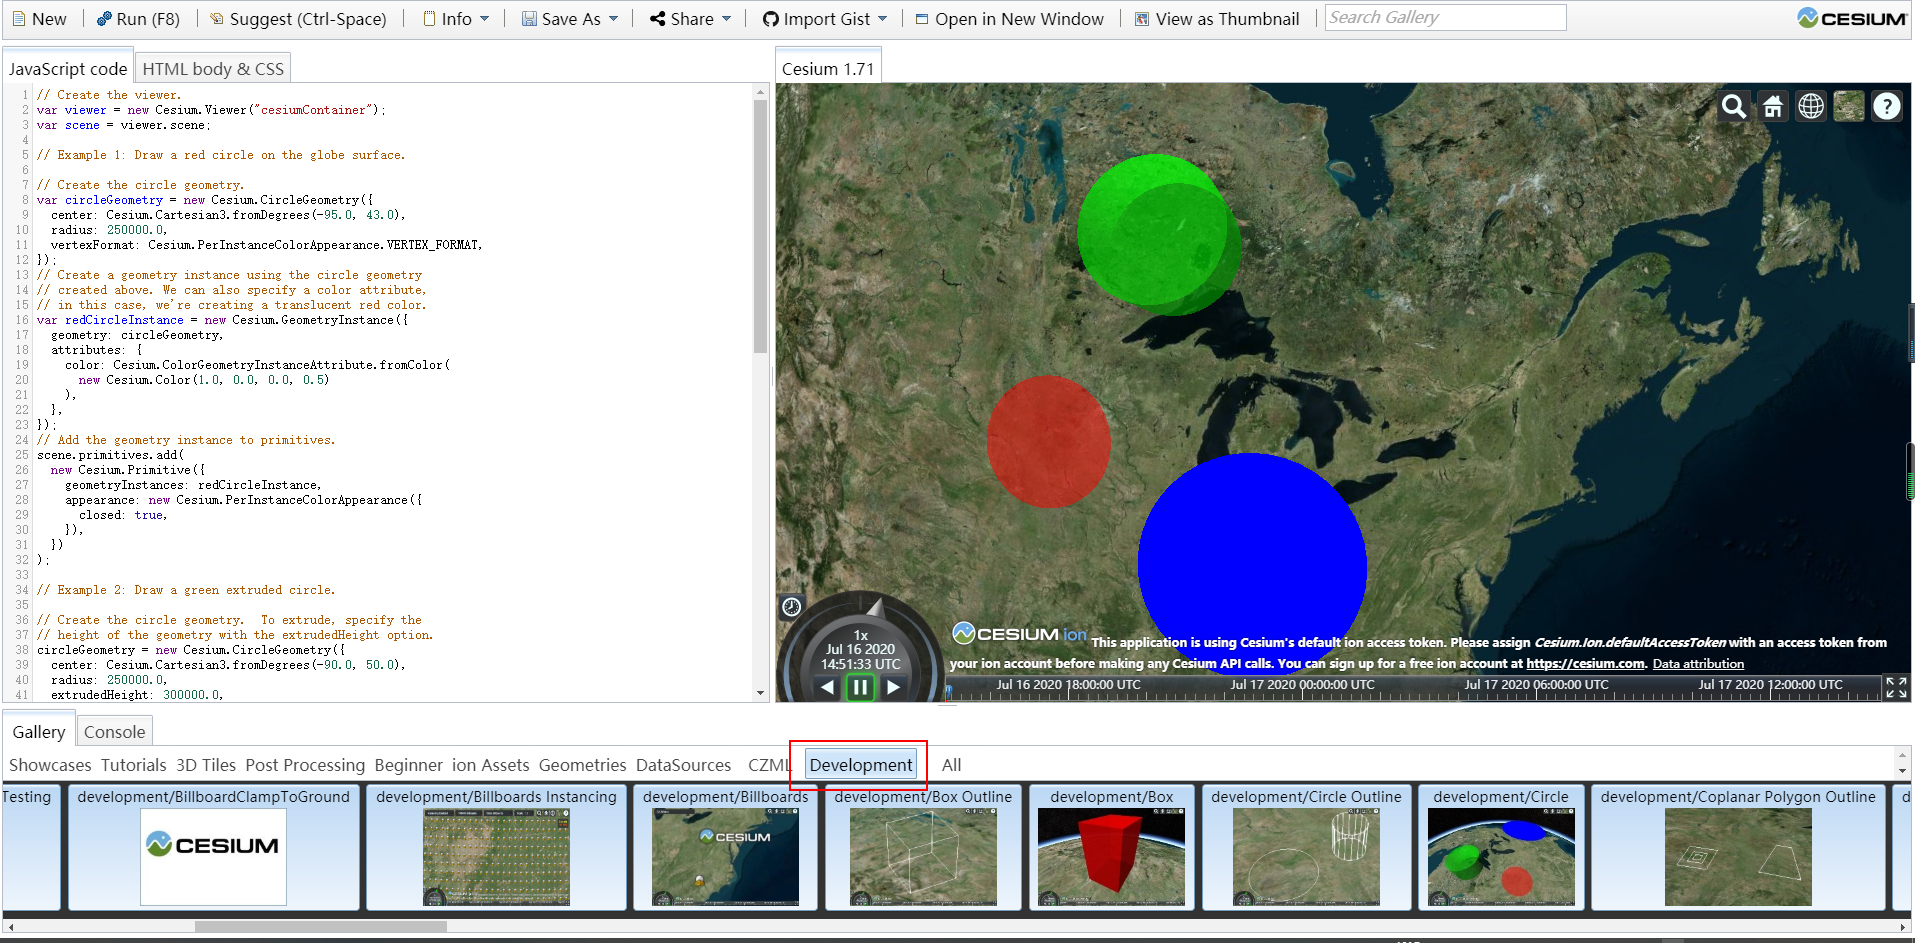 New Run (F8) Suggest (Ctrl-Space) Info Save As Share Import Gist Open in New Window View as Thumbnail Search Gallery CESIUM
JavaScript code HTML body & CSS
1 // Create the viewer.
2 var viewer = new Cesium.Viewer("cesiumContainer");
3 var scene = viewer.scene;
4
5 // Example 1: Draw a red circle on the globe surface.
6
7 // Create the circle geometry.
8 var circleGeometry = new Cesium.CircleGeometry({
9 center: Cesium.Cartesian3.fromDegrees(-95.0, 43.0),
10 radius: 250000.0,
11 vertexFormat: Cesium.PerInstanceColorAppearance.VERTEX_FORMAT,
12 });
13 // Create a geometry instance using the circle geometry
14 // created above. We can also specify a color attribute,
15 // in this case, we're creating a translucent red color.
16 var redCircleInstance = new Cesium.GeometryInstance({
17 geometry: circleGeometry,
18 attributes: {
19 color: Cesium.ColorGeometryInstanceAttribute.fromColor(
20 new Cesium.Color(1.0, 0.0, 0.0, 0.5)
21 ),
22 },
23 });
24 // Add the geometry instance to primitives.
25 scene.primitives.add(
26 new Cesium.Primitive({
27 geometryInstances: redCircleInstance,
28 appearance: new Cesium.PerInstanceColorAppearance({
29 closed: true,
30 }),
31 })
32 );
33
34 // Example 2: Draw a green extruded circle.
35
36 // Create the circle geometry.  To extrude, specify the
37 // height of the geometry with the extrudedHeight option.
38 circleGeometry = new Cesium.CircleGeometry({
39 center: Cesium.Cartesian3.fromDegrees(-90.0, 50.0),
40 radius: 250000.0,
41 extrudedHeight: 300000.0,
Cesium 1.71
?
1x
Jul 16 2020
14:51:33 UTC
CESIUM ion This application is using Cesium's default ion access token. Please assign Cesium.Ion.defaultAccessToken with an access token from
your ion account before making any Cesium API calls. You can sign up for a free ion account at https://cesium.com. Data attribution
Jul 16 2020 18:00:00 UTC Jul 17 2020 00:00:00 UTC Jul 17 2020 06:00:00 UTC Jul 17 2020 12:00:00 UTC
Gallery Console
Showcases Tutorials 3D Tiles Post Processing Beginner ion Assets Geometries DataSources CZML Development All
Testing development/BillboardClampToGround development/Billboards Instancing development/Billboards development/Box Outline development/Box development/Circle Outline development/Circle development/Coplanar Polygon Outline
CESIUM
CESIUM